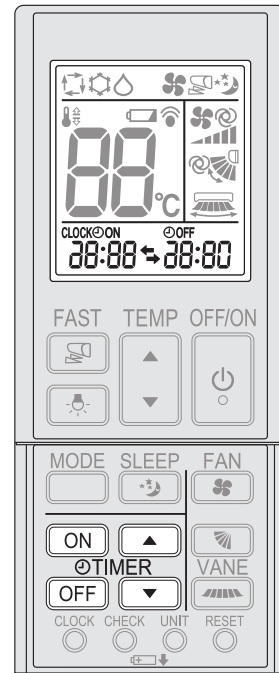 88°C
CLOCK ON OFF
88:88 88:80
FAST TEMP OFF/ON
MODE SLEEP FAN
ON
TIMER VANE
OFF
CLOCK CHECK UNIT RESET